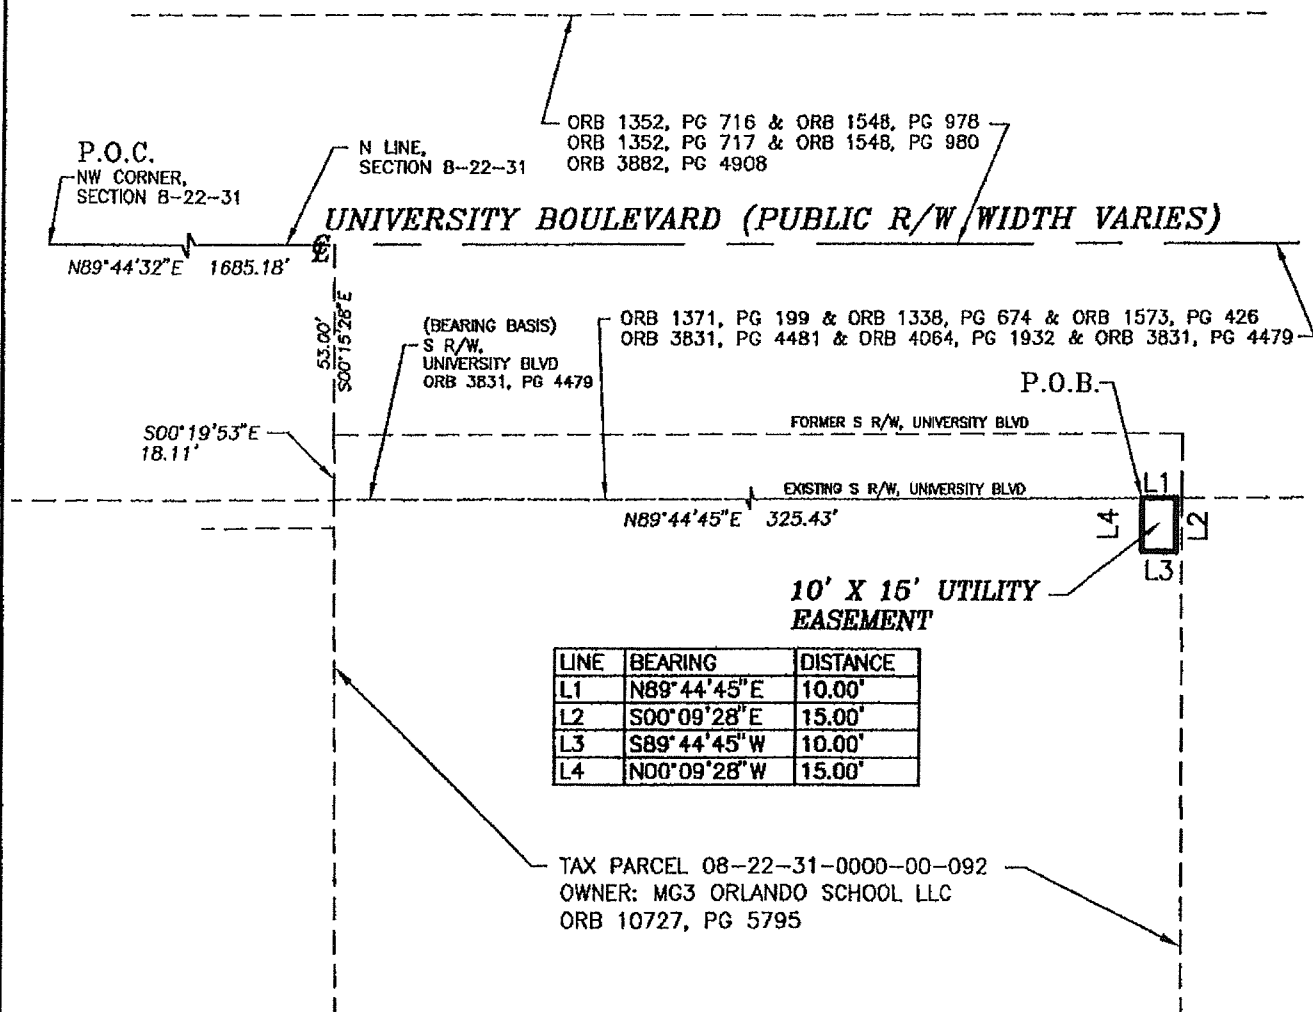 ORB 1352, PG 716 & ORB 1548, PG 978
ORB 1352, PG 717 & ORB 1548, PG 980
ORB 3882, PG 4908
P.O.C.
NW CORNER,
SECTION 8-22-31
N LINE,
SECTION 8-22-31
UNIVERSITY BOULEVARD (PUBLIC R/W WIDTH VARIES)
℄
N89°44'32"E 1685.18'
53.00'
S00°15'28"E
(BEARING BASIS)
S R/W,
UNIVERSITY BLVD
ORB 3831, PG 4479
ORB 1371, PG 199 & ORB 1338, PG 674 & ORB 1573, PG 426
ORB 3831, PG 4481 & ORB 4064, PG 1932 & ORB 3831, PG 4479
P.O.B.
S00°19'53"E
18.11'
FORMER S R/W, UNIVERSITY BLVD
EXISTING S R/W, UNIVERSITY BLVD
N89°44'45"E 325.43'
L1
L4
L2
L3
10' X 15' UTILITY
EASEMENT
LINE BEARING DISTANCE
L1 N89°44'45"E 10.00'
L2 S00°09'28"E 15.00'
L3 S89°44'45"W 10.00'
L4 N00°09'28"W 15.00'
TAX PARCEL 08-22-31-0000-00-092
OWNER: MG3 ORLANDO SCHOOL LLC
ORB 10727, PG 5795